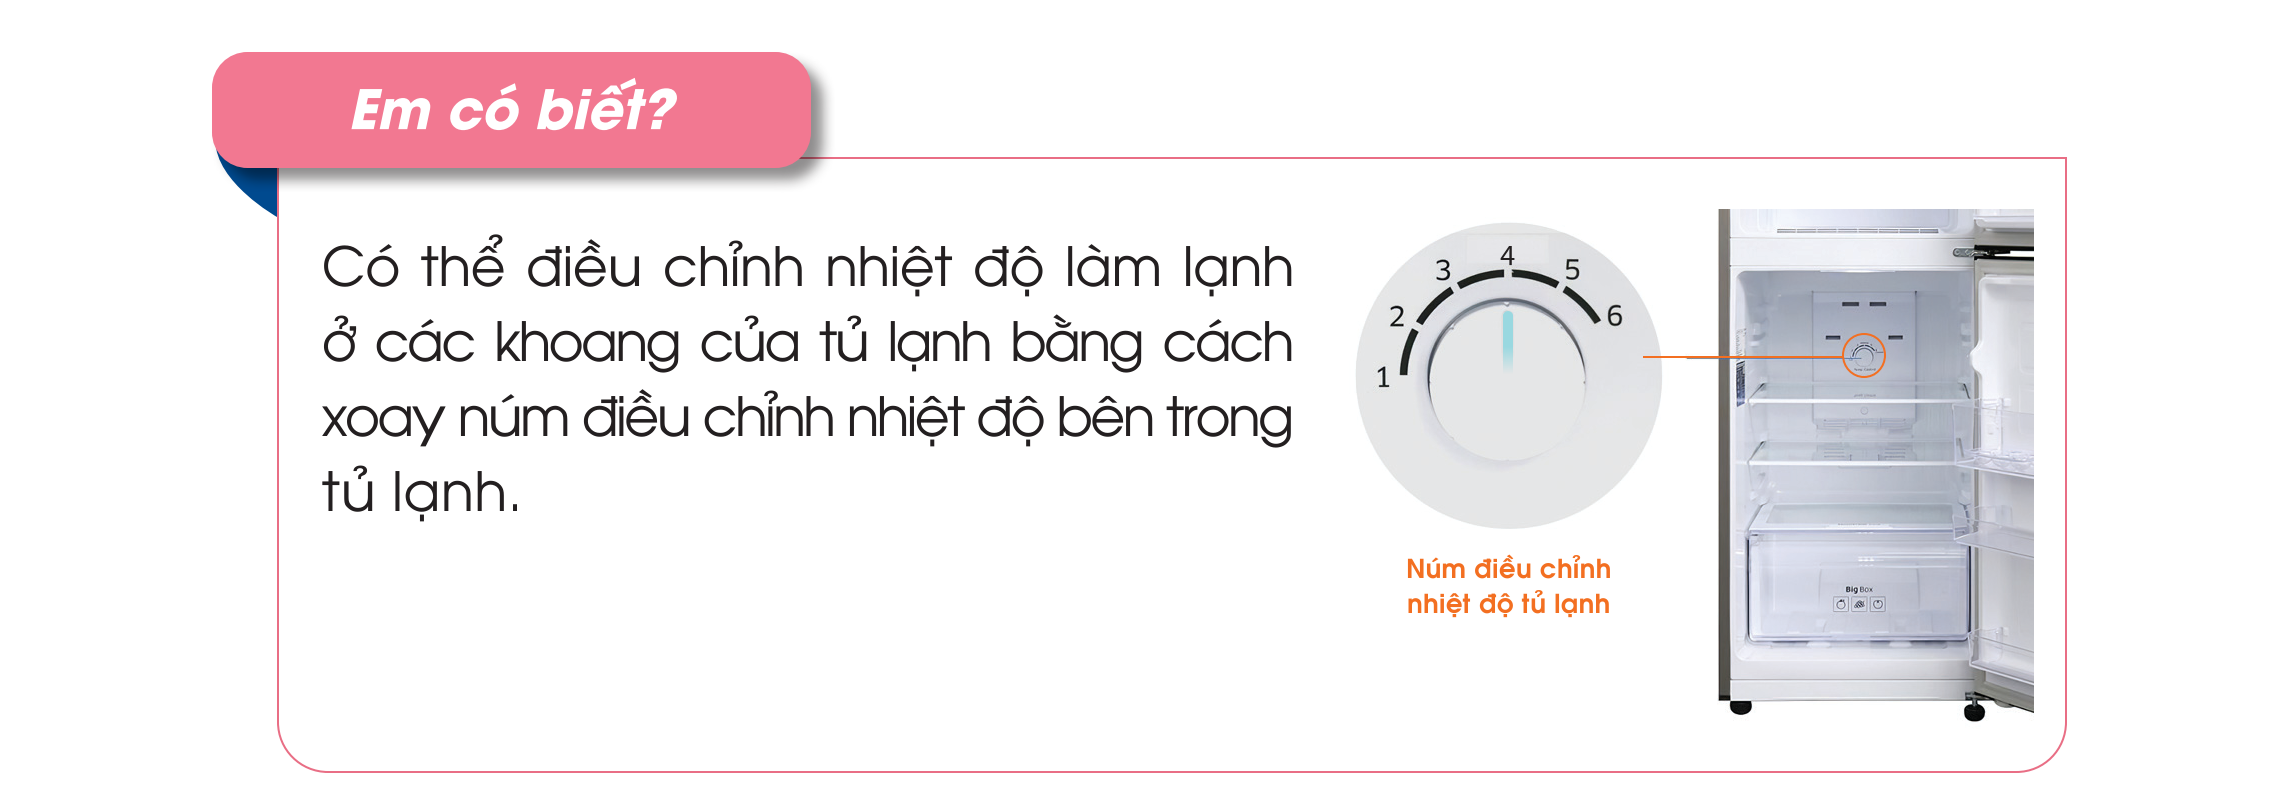 Em có biết?
Có thể điều chỉnh nhiệt độ làm lạnh
ở các khoang của tủ lạnh bằng cách
xoay núm điều chỉnh nhiệt độ bên trong
tủ lạnh.
1
2
3
4
5
6
Núm điều chỉnh
nhiệt độ tủ lạnh
Big Box